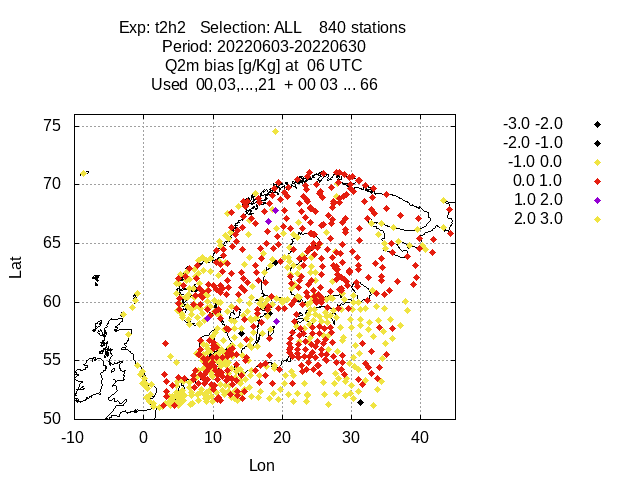 Exp: t2h2   Selection: ALL    840 stations
Period: 20220603-20220630
Q2m bias [g/Kg] at  06 UTC
Used  00,03,...,21  + 00 03 ... 66
-3.0 -2.0
-2.0 -1.0
-1.0 0.0
0.0 1.0
1.0 2.0
2.0 3.0
75
70
65
60
55
50
Lat
-10 0 10 20 30 40
Lon